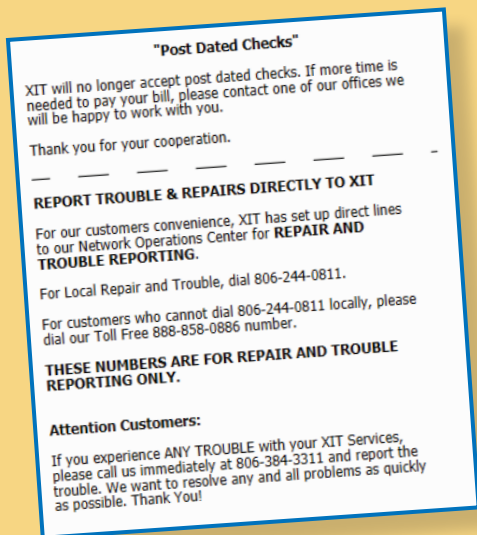 "Post Dated Checks"
XIT will no longer accept post dated checks. If more time is
needed to pay your bill, please contact one of our offices we
will be happy to work with you.
Thank you for your cooperation.
REPORT TROUBLE & REPAIRS DIRECTLY TO XIT
For our customers convenience, XIT has set up direct lines
to our Network Operations Center for REPAIR AND
TROUBLE REPORTING.
For Local Repair and Trouble, dial 806-244-0811.
For customers who cannot dial 806-244-0811 locally, please
dial our Toll Free 888-858-0886 number.
THESE NUMBERS ARE FOR REPAIR AND TROUBLE
REPORTING ONLY.
Attention Customers:
If you experience ANY TROUBLE with your XIT Services,
please call us immediately at 806-384-3311 and report the
trouble. We want to resolve any and all problems as quickly
as possible. Thank You!